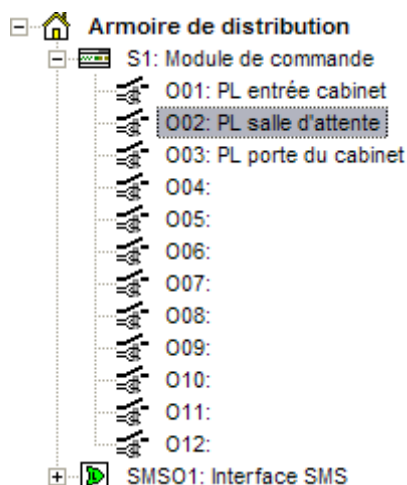 Armoire de distribution
S1: Module de commande
O01: PL entrée cabinet
O02: PL salle d'attente
O03: PL porte du cabinet
O04:
O05:
O06:
O07:
O08:
O09:
O10:
O11:
O12:
SMSO1: Interface SMS